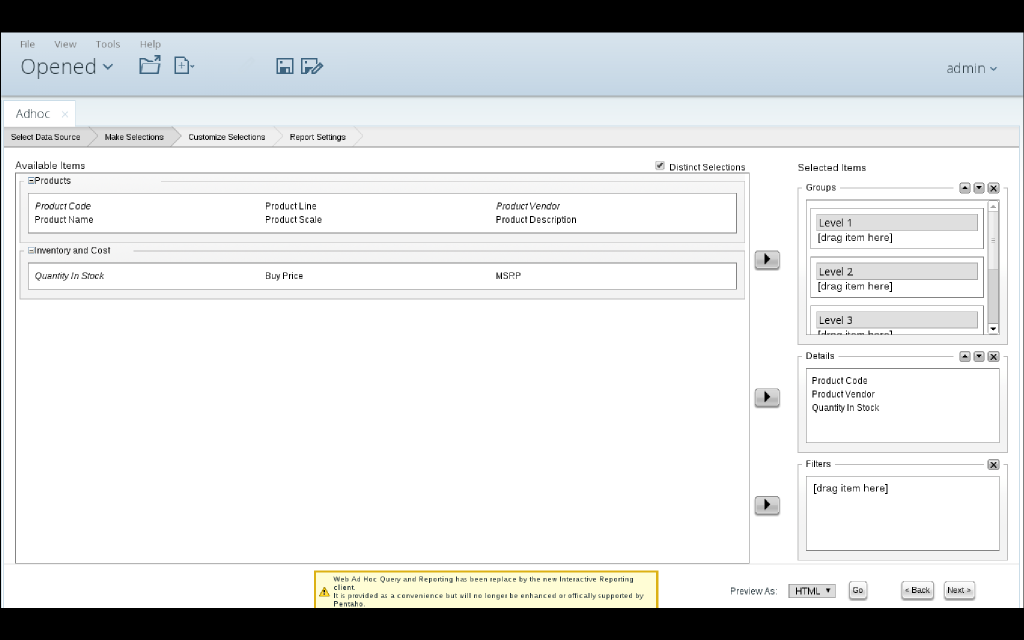 File View Tools Help
Opened
admin
Adhoc ×
Select Data Source Make Selections Customize Selections Report Settings
Available Items
Distinct Selections
Products
Product Code Product Line Product Vendor
Product Name Product Scale Product Description
Inventory and Cost
Quantity In Stock Buy Price MSRP
Selected Items
Groups
Level 1
[drag item here]
Level 2
[drag item here]
Level 3
[drag item here]
Details
Product Code
Product Vendor
Quantity In Stock
Filters
[drag item here]
Web Ad Hoc Query and Reporting has been replace by the new Interactive Reporting
client.
It is provided as a convenience but will no longer be enhanced or offically supported by
Pentaho.
Preview As: HTML Go < Back Next >